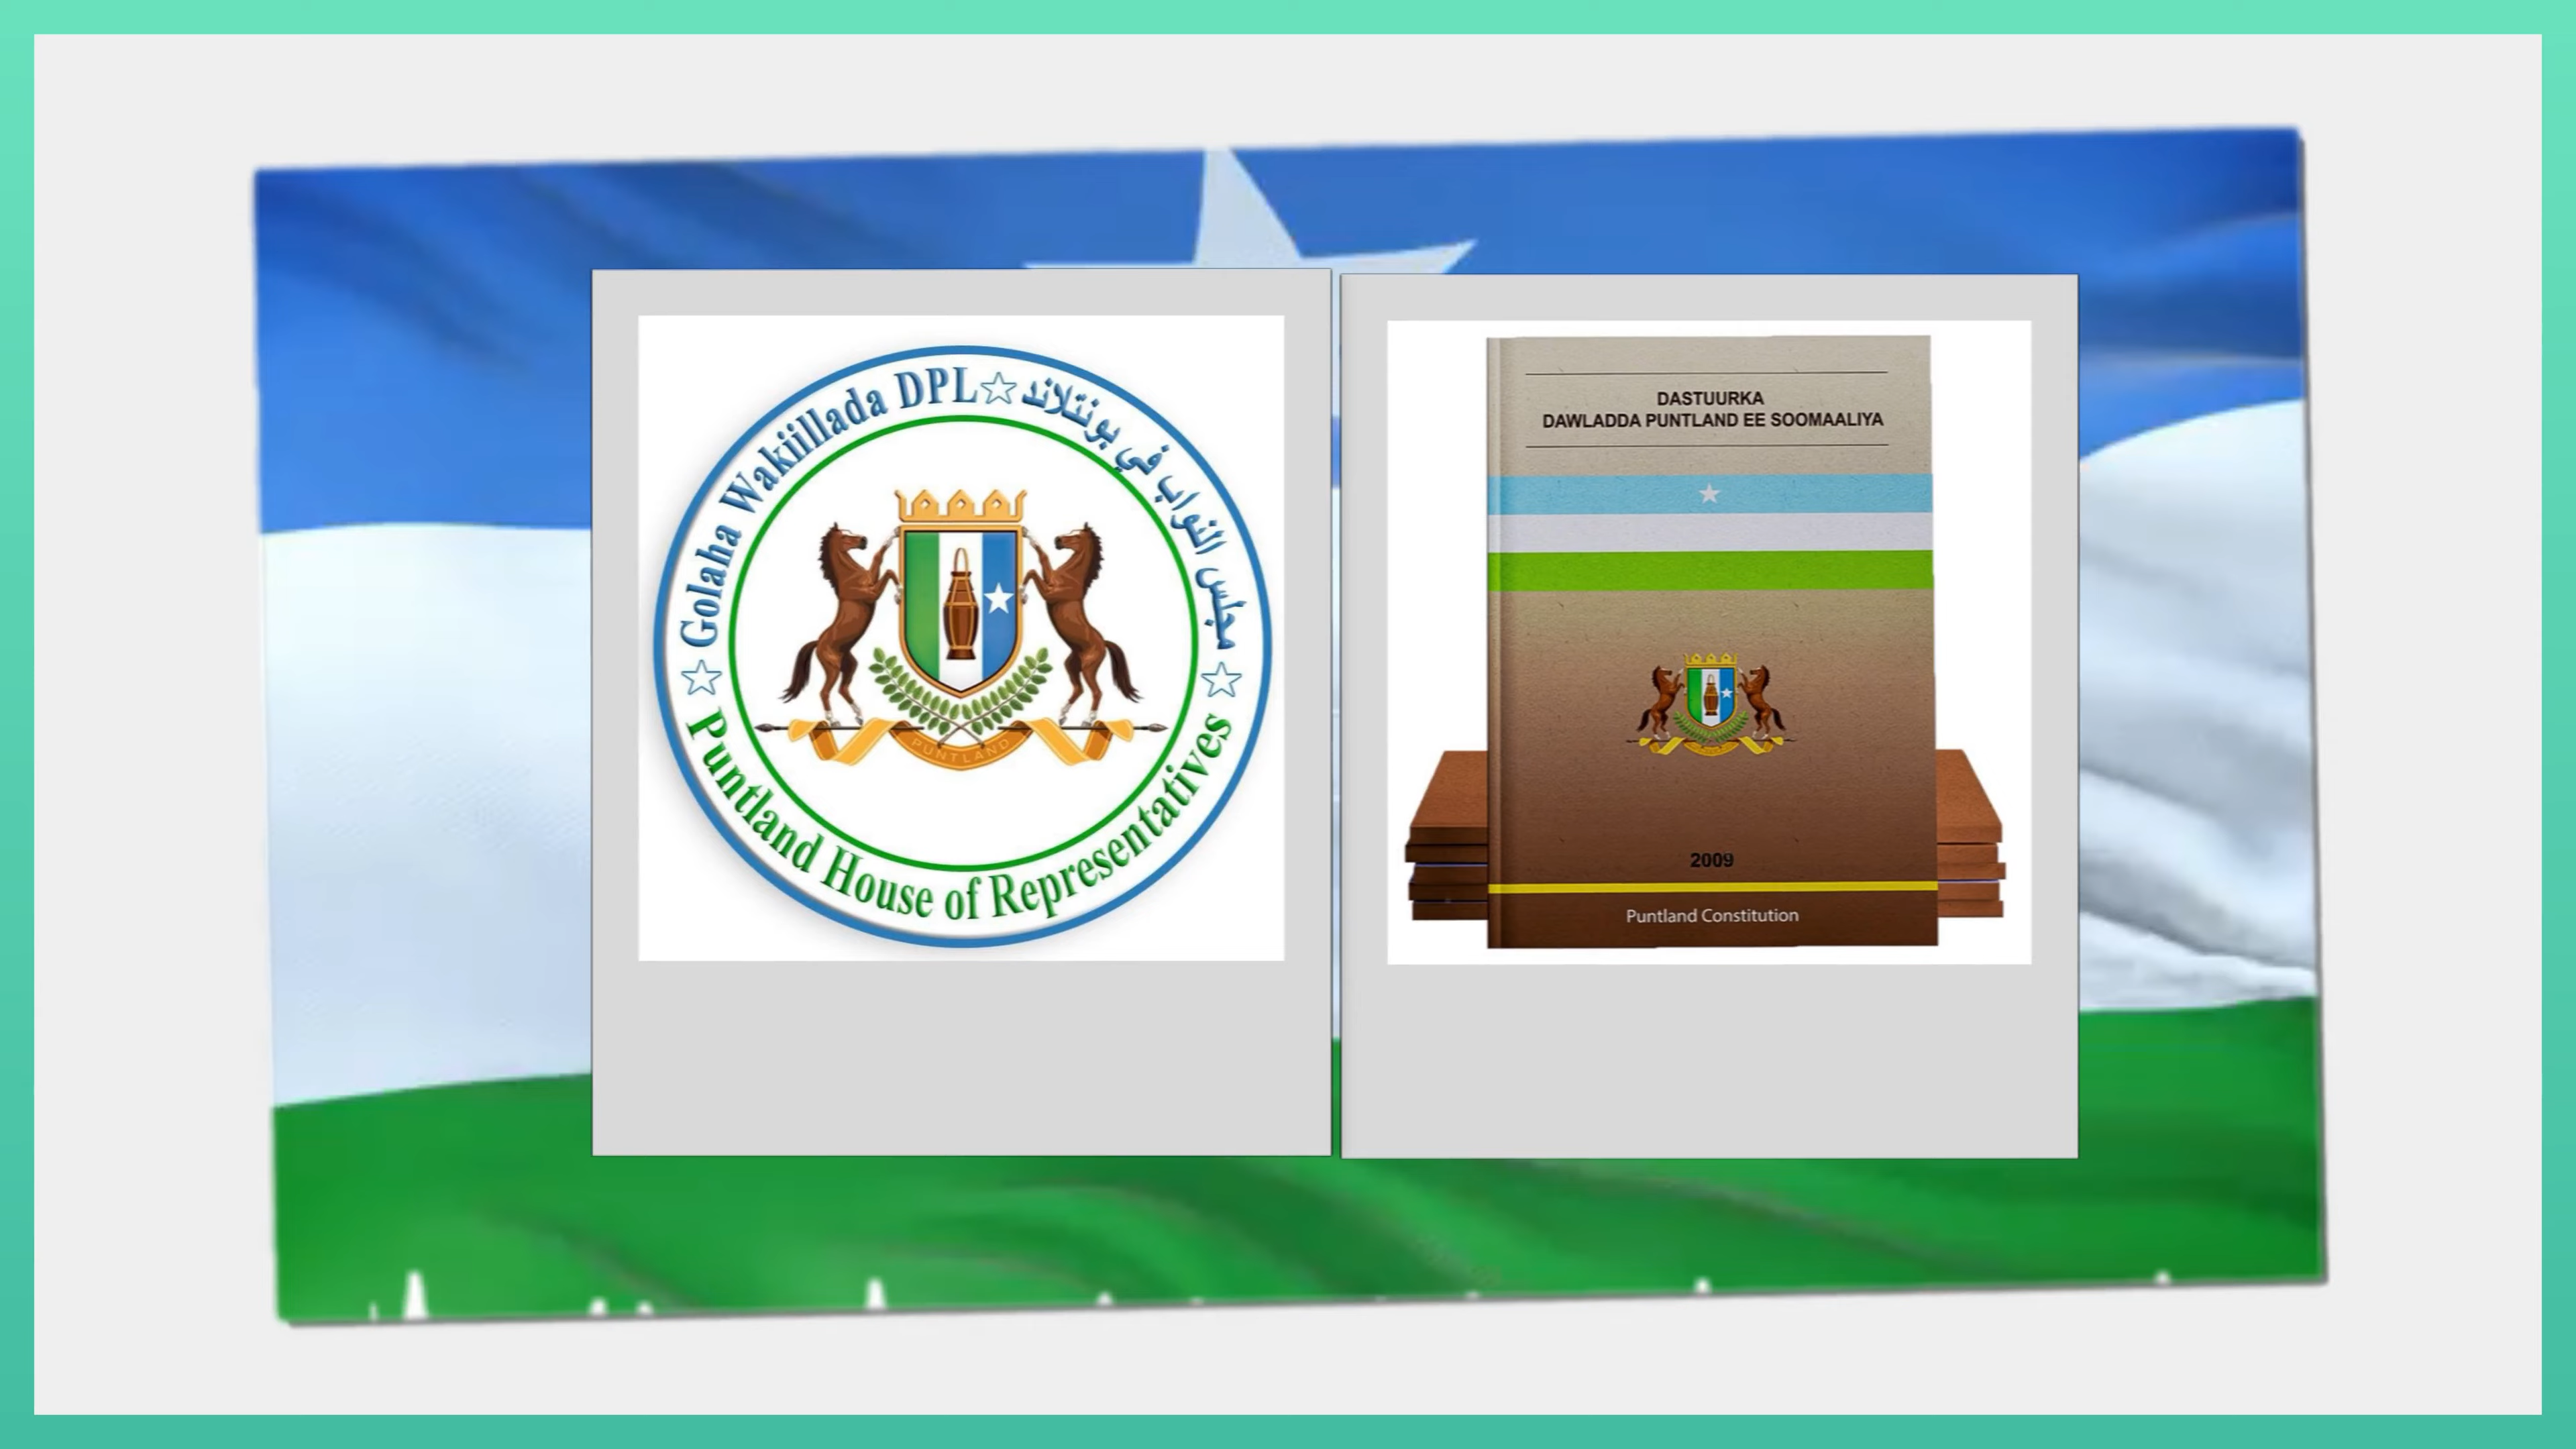 Golaha Wakiillada DPL
مجلس النواب في بونتلاند
PUNTLAND
Puntland House of Representatives
DASTUURKA
DAWLADDA PUNTLAND EE SOOMAALIYA
2009
Puntland Constitution